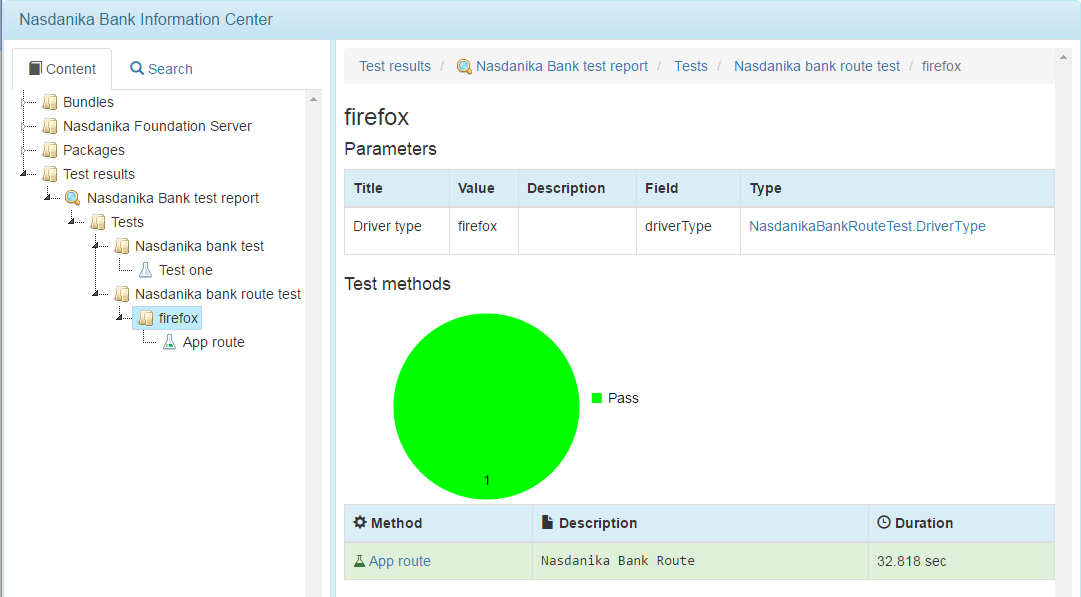 Nasdanika Bank Information Center
Content
Search
Bundles
Nasdanika Foundation Server
Packages
Test results
Nasdanika Bank test report
Tests
Nasdanika bank test
Test one
Nasdanika bank route test
firefox
App route
Test results / Nasdanika Bank test report / Tests / Nasdanika bank route test / firefox
firefox
Parameters
Title Value Description Field Type
Driver type firefox driverType NasdanikaBankRouteTest.DriverType
Test methods
Pass
1
Method Description Duration
App route Nasdanika Bank Route 32.818 sec